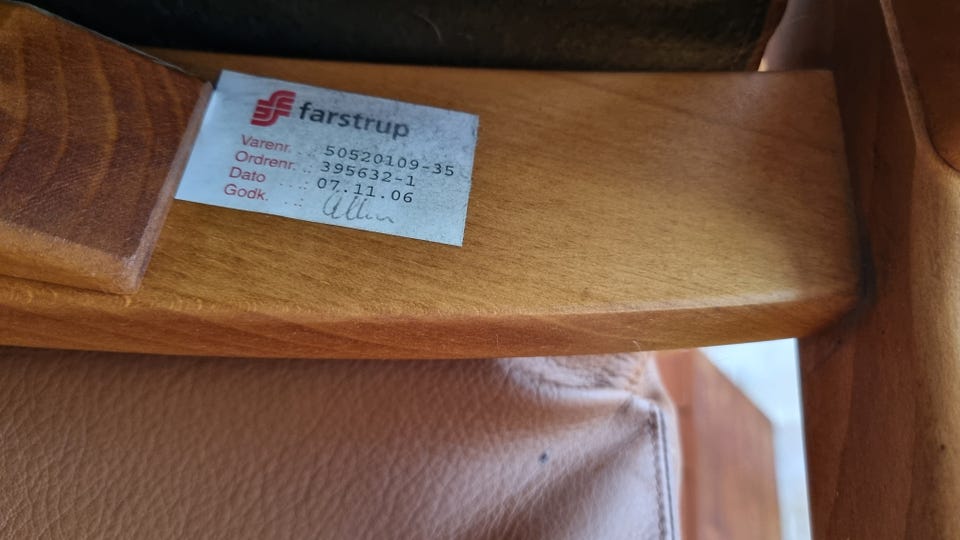 farstrup
Varenr. .. 50520109-35
Ordrenr. .. 395632-1
Dato ....: 07.11.06
Godk. ....: